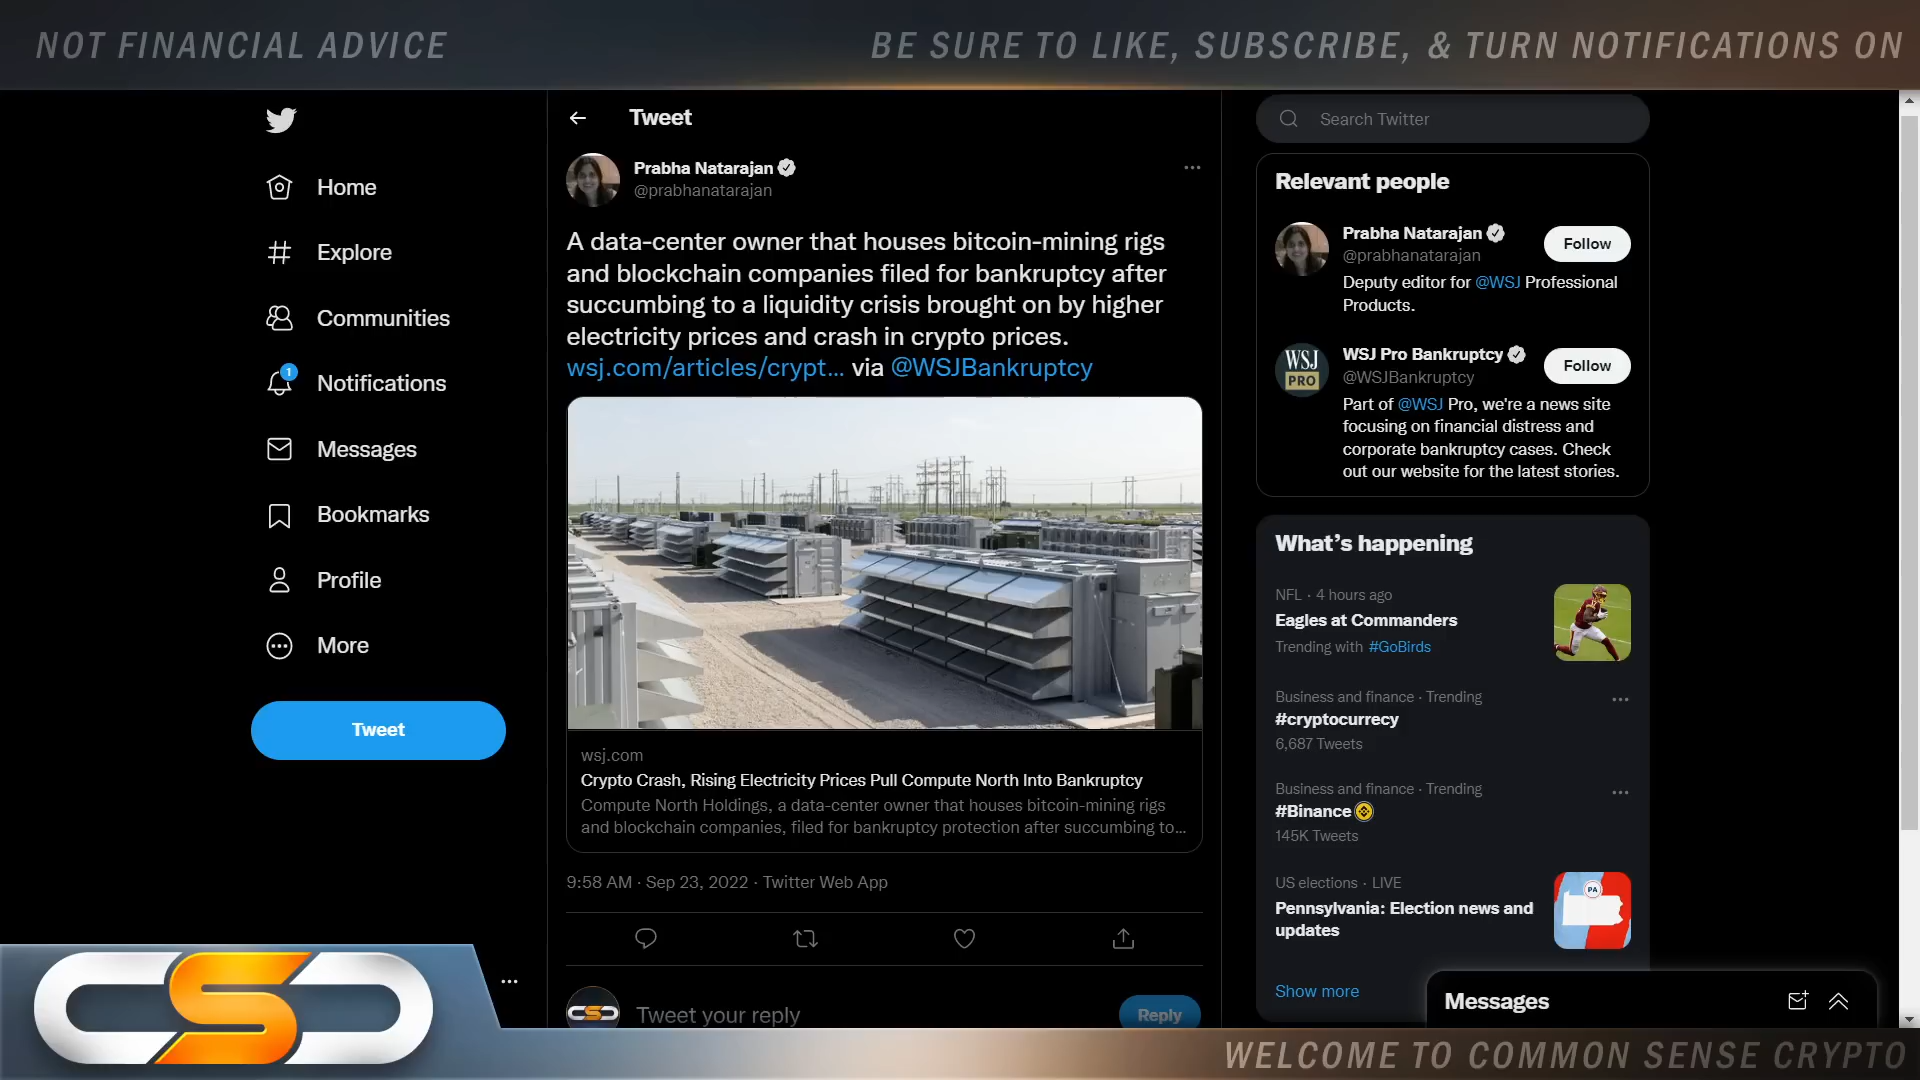 NOT FINANCIAL ADVICE
BE SURE TO LIKE, SUBSCRIBE, & TURN NOTIFICATIONS ON
Home
Explore
Communities
1
Notifications
Messages
Bookmarks
Profile
More
Tweet
Tweet
Prabha Natarajan
@prabhanatarajan
A data-center owner that houses bitcoin-mining rigs
and blockchain companies filed for bankruptcy after
succumbing to a liquidity crisis brought on by higher
electricity prices and crash in crypto prices.
wsj.com/articles/crypt... via @WSJBankruptcy
wsj.com
Crypto Crash, Rising Electricity Prices Pull Compute North Into Bankruptcy
Compute North Holdings, a data-center owner that houses bitcoin-mining rigs
and blockchain companies, filed for bankruptcy protection after succumbing to...
9:58 AM · Sep 23, 2022 · Twitter Web App
Tweet your reply
Reply
Search Twitter
Relevant people
Prabha Natarajan
@prabhanatarajan
Follow
Deputy editor for @WSJ Professional
Products.
WSJ
PRO
WSJ Pro Bankruptcy
@WSJBankruptcy
Follow
Part of @WSJ Pro, we're a news site
focusing on financial distress and
corporate bankruptcy cases. Check
out our website for the latest stories.
What's happening
NFL · 4 hours ago
Eagles at Commanders
Trending with #GoBirds
Business and finance · Trending
#cryptocurrecy
6,687 Tweets
Business and finance · Trending
#Binance
145K Tweets
US elections · LIVE
Pennsylvania: Election news and
updates
PA
Show more
Messages
CSC
WELCOME TO COMMON SENSE CRYPTO